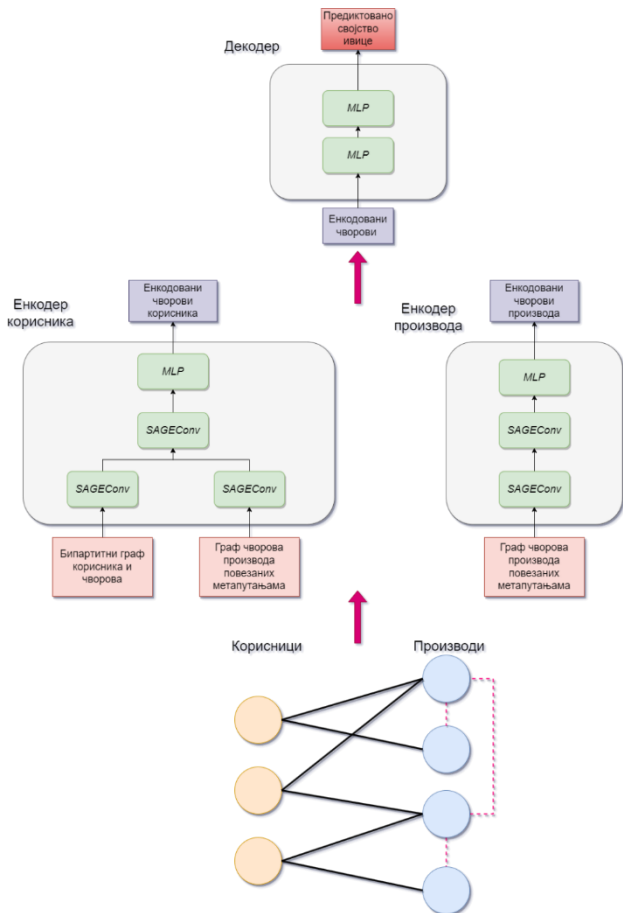 Предиктовано
својство
ивице
Декодер
MLP
MLP
Енкодовани
чворови
Енкодер
корисника
Енкодовани
чворови
корисника
MLP
SAGEConv
SAGEConv
SAGEConv
Бипартитни граф
корисника и
чворова
Граф чворова
производа
повезаних
метапутањама
Енкодер
производа
Енкодовани
чворови
производа
MLP
SAGEConv
SAGEConv
Граф чворова
производа
повезаних
метапутањама
Корисници
Производи